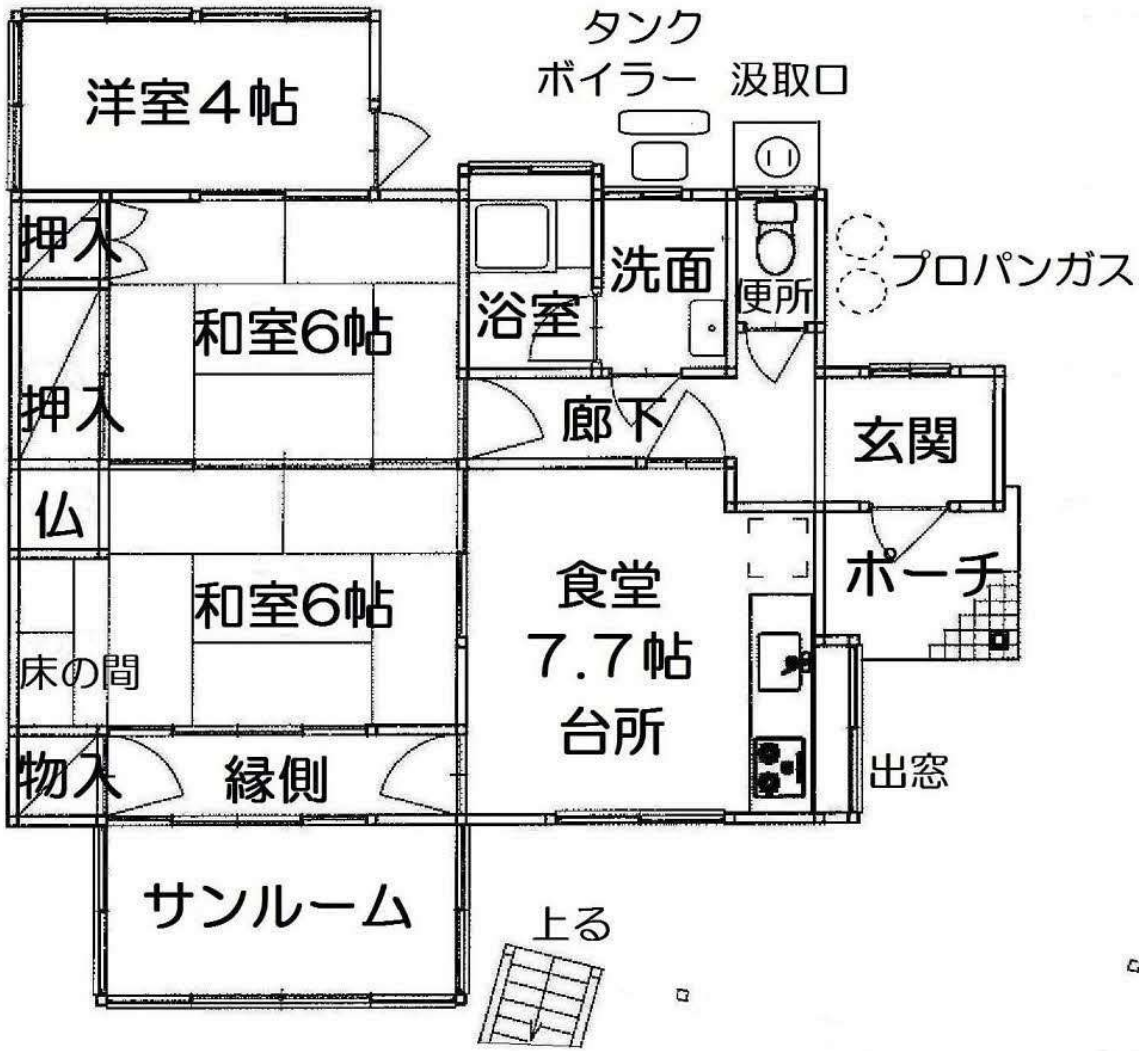 タンク
ボイラー
汲取口
洋室4帖
押入
洗面
便所
プロパンガス
浴室
和室6帖
押入
廊下
玄関
仏
ポーチ
和室6帖
食堂
7.7帖
台所
床の間
物入
縁側
出窓
サンルーム
上る